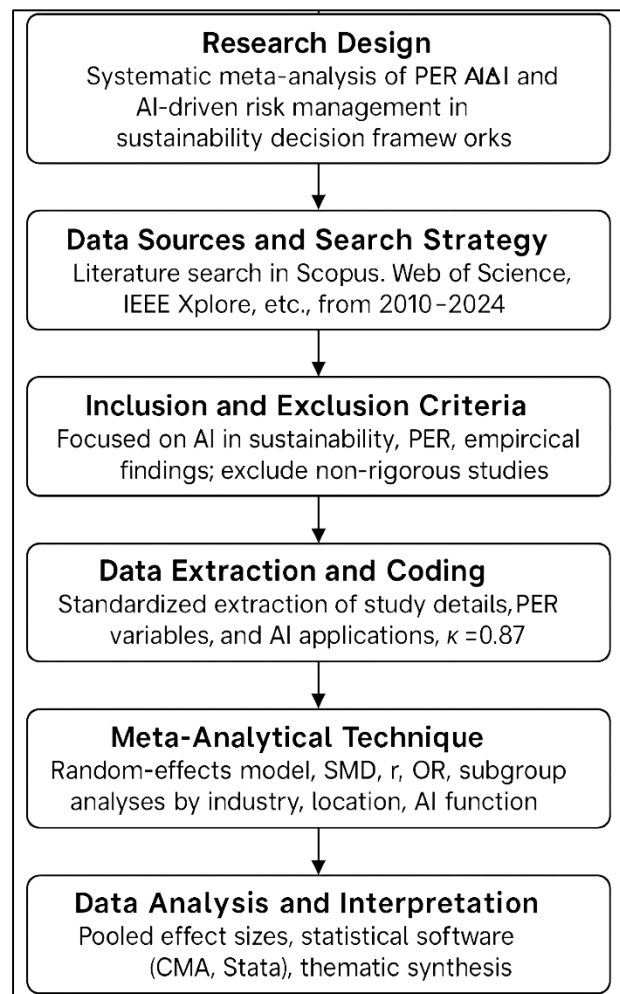 Research Design
Systematic meta-analysis of PER and
AI-driven risk management in
sustainability decision framew orks
Data Sources and Search Strategy
Literature search in Scopus. Web of Science,
IEEE Xplore, etc., from 2010–2024
Inclusion and Exclusion Criteria
Focused on AI in sustainability, PER, empircical
findings; exclude non-rigorous studies
Data Extraction and Coding
Standardized extraction of study details, PER
variables, and AI applications, κ =0.87
Meta-Analytical Technique
Random-effects model, SMD, r, OR, subgroup
analyses by industry, location, AI function
Data Analysis and Interpretation
Pooled effect sizes, statistical software
(CMA, Stata), thematic synthesis